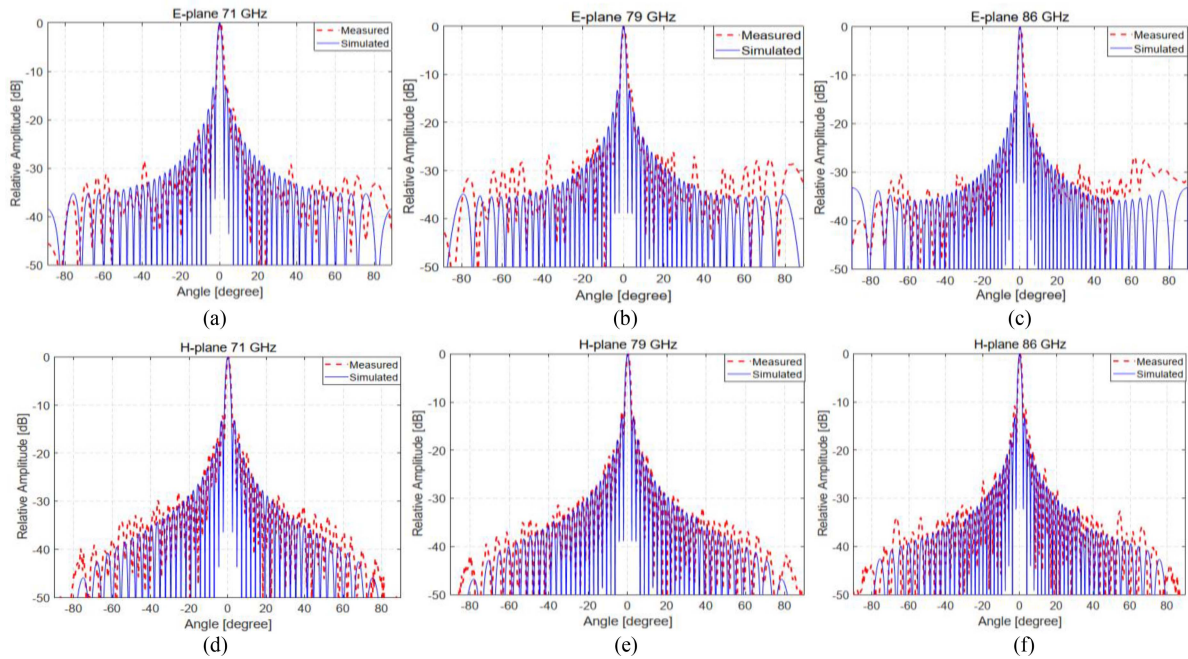 E-plane 71 GHz
Measured
Simulated
Relative Amplitude [dB]
0
-10
-20
-30
-40
-50
-80 -60 -40 -20 0 20 40 60 80
Angle [degree]
(a)
E-plane 79 GHz
Measured
Simulated
Relative Amplitude [dB]
0
-10
-20
-30
-40
-50
-80 -60 -40 -20 0 20 40 60 80
Angle [degree]
(b)
E-plane 86 GHz
Measured
Simulated
Relative Amplitude [dB]
0
-10
-20
-30
-40
-50
-80 -60 -40 -20 0 20 40 60 80
Angle [degree]
(c)
H-plane 71 GHz
Measured
Simulated
Relative Amplitude [dB]
0
-10
-20
-30
-40
-50
-80 -60 -40 -20 0 20 40 60 80
Angle [degree]
(d)
H-plane 79 GHz
Measured
Simulated
Relative Amplitude [dB]
0
-10
-20
-30
-40
-50
-80 -60 -40 -20 0 20 40 60 80
Angle [degree]
(e)
H-plane 86 GHz
Measured
Simulated
Relative Amplitude [dB]
0
-10
-20
-30
-40
-50
-80 -60 -40 -20 0 20 40 60 80
Angle [degree]
(f)